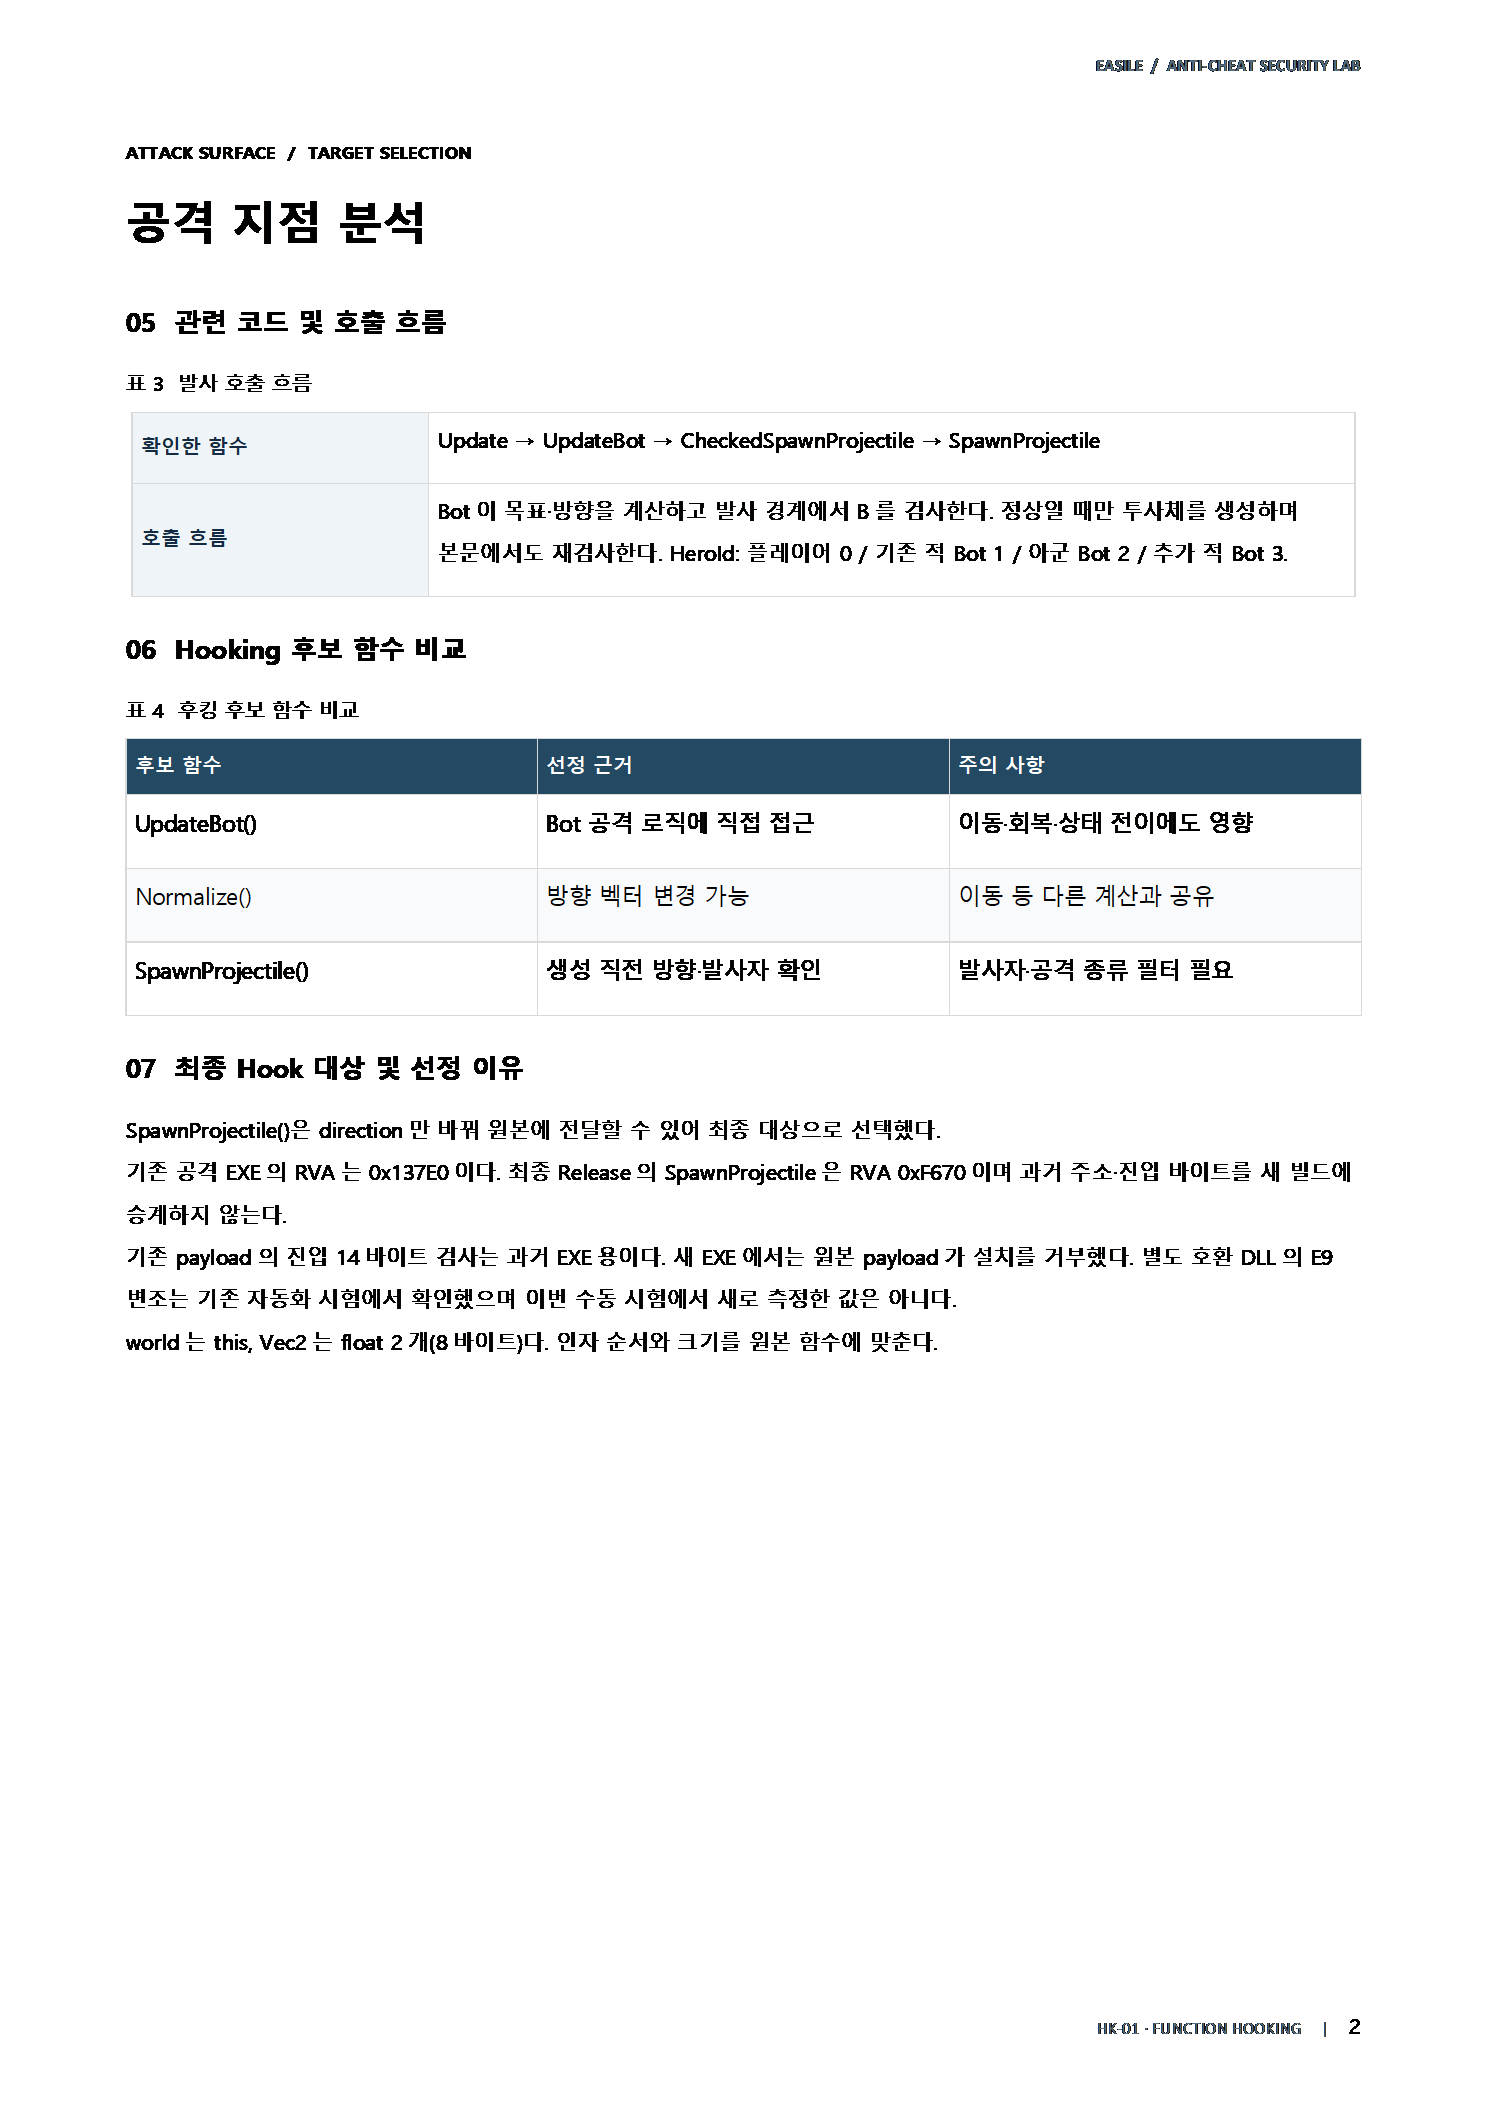 EASILE / ANTI-CHEAT SECURITY LAB
ATTACK SURFACE / TARGET SELECTION
공격 지점 분석
05 관련 코드 및 호출 흐름
표 3 발사 호출 흐름
확인한 함수
Update → UpdateBot → CheckedSpawnProjectile → SpawnProjectile
호출 흐름
Bot 이 목표·방향을 계산하고 발사 경계에서 B 를 검사한다. 정상일 때만 투사체를 생성하며
본문에서도 재검사한다. HeroId: 플레이어 0 / 기존 적 Bot 1 / 아군 Bot 2 / 추가 적 Bot 3.
06 Hooking 후보 함수 비교
표 4 후킹 후보 함수 비교
후보 함수 선정 근거 주의 사항
UpdateBot() Bot 공격 로직에 직접 접근 이동·회복·상태 전이에도 영향
Normalize() 방향 벡터 변경 가능 이동 등 다른 계산과 공유
SpawnProjectile() 생성 직전 방향·발사자 확인 발사자·공격 종류 필터 필요
07 최종 Hook 대상 및 선정 이유
SpawnProjectile()은 direction 만 바꿔 원본에 전달할 수 있어 최종 대상으로 선택했다.
기존 공격 EXE 의 RVA 는 0x137E0 이다. 최종 Release 의 SpawnProjectile 은 RVA 0xF670 이며 과거 주소·진입 바이트를 새 빌드에
승계하지 않는다.
기존 payload 의 진입 14 바이트 검사는 과거 EXE 용이다. 새 EXE 에서는 원본 payload 가 설치를 거부했다. 별도 호환 DLL 의 E9
변조는 기존 자동화 시험에서 확인했으며 이번 수동 시험에서 새로 측정한 값은 아니다.
world 는 this, Vec2 는 float 2 개(8 바이트)다. 인자 순서와 크기를 원본 함수에 맞춘다.
HK-01 · FUNCTION HOOKING | 2